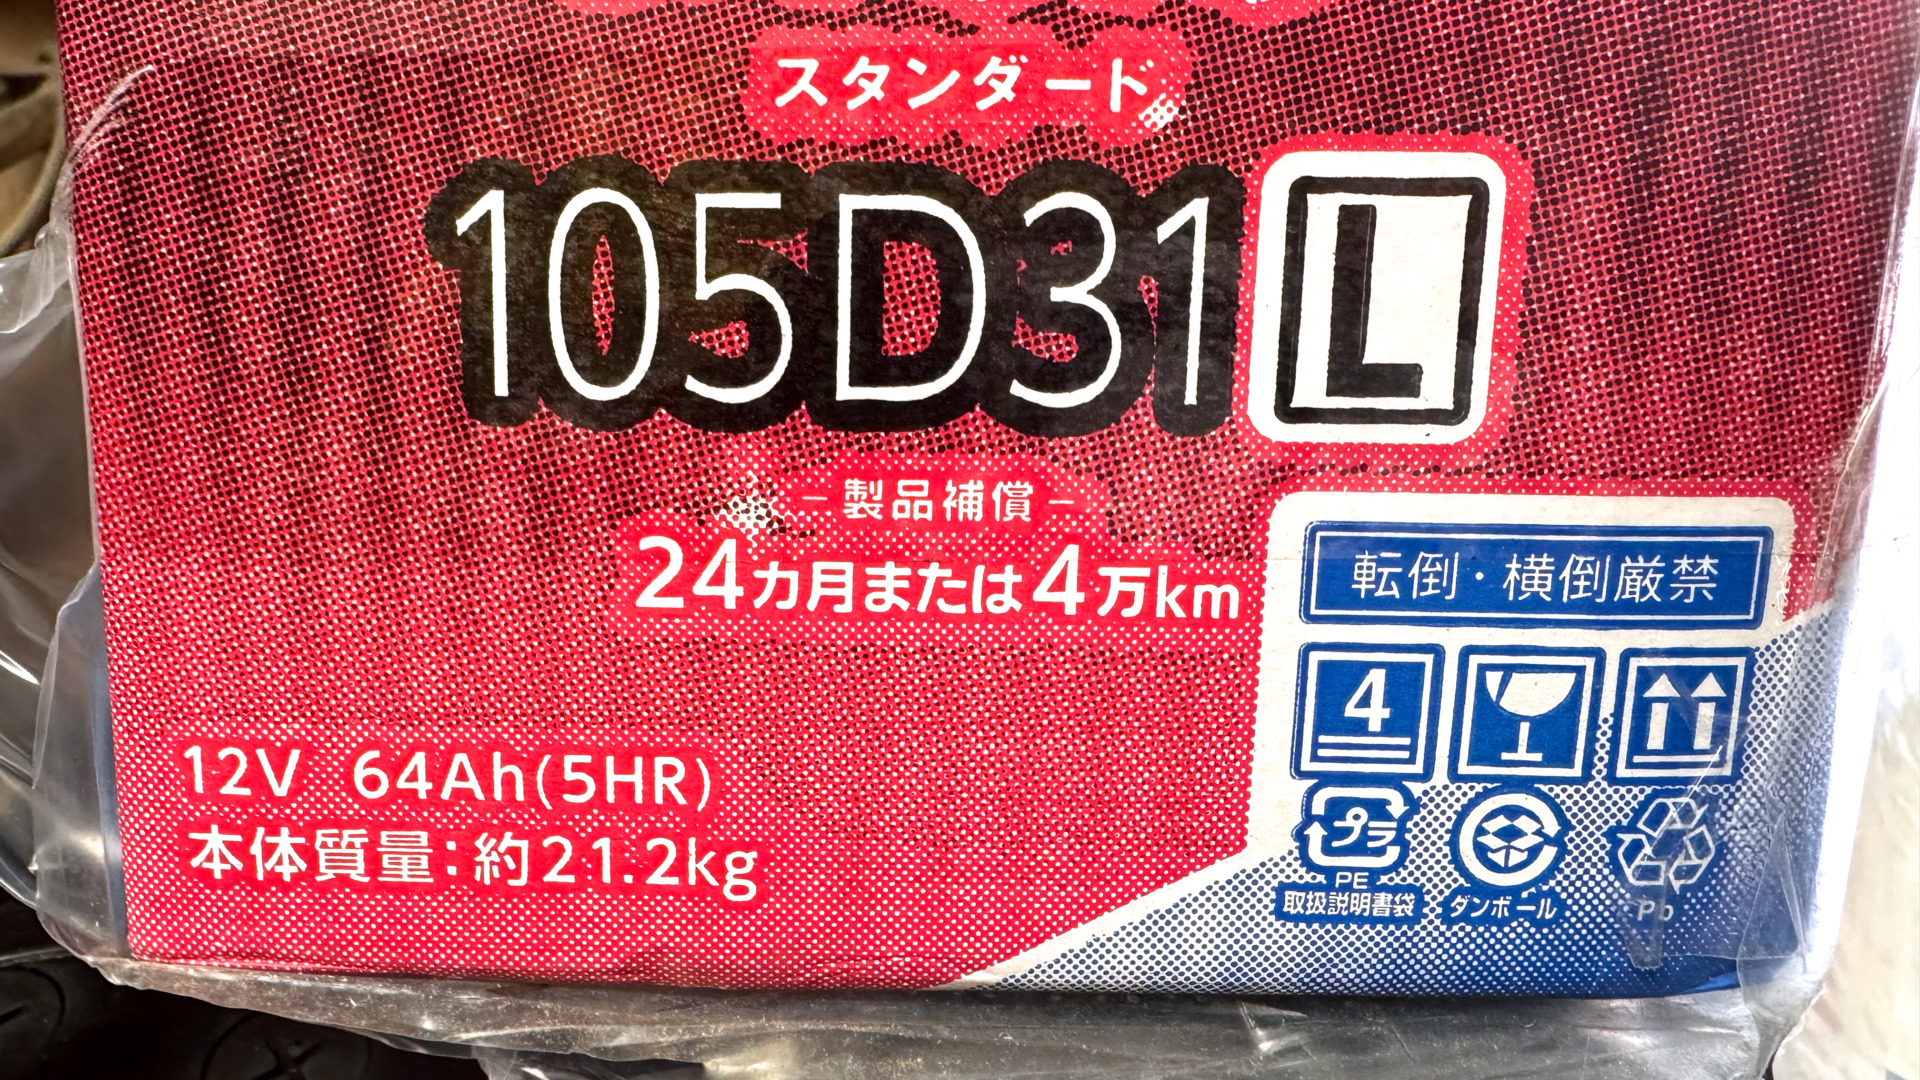 スタンダード
105D31 L
製品補償
24カ月または4万km
転倒・横倒厳禁
4
12V 64Ah(5HR)
本体質量:約21.2kg
プラ
PE
取扱説明書袋
ダンボール
Pb